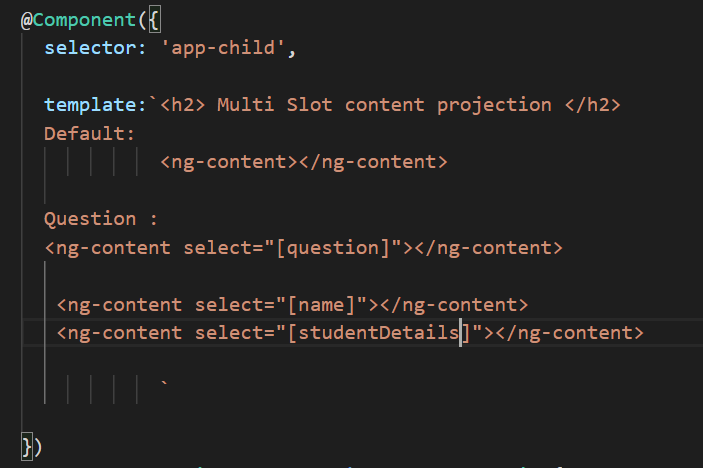 @Component({
selector: 'app-child',
template:`<h2> Multi Slot content projection </h2>
Default:
<ng-content></ng-content>
Question :
<ng-content select="[question]"></ng-content>
<ng-content select="[name]"></ng-content>
<ng-content select="[studentDetails]"></ng-content>
`
})